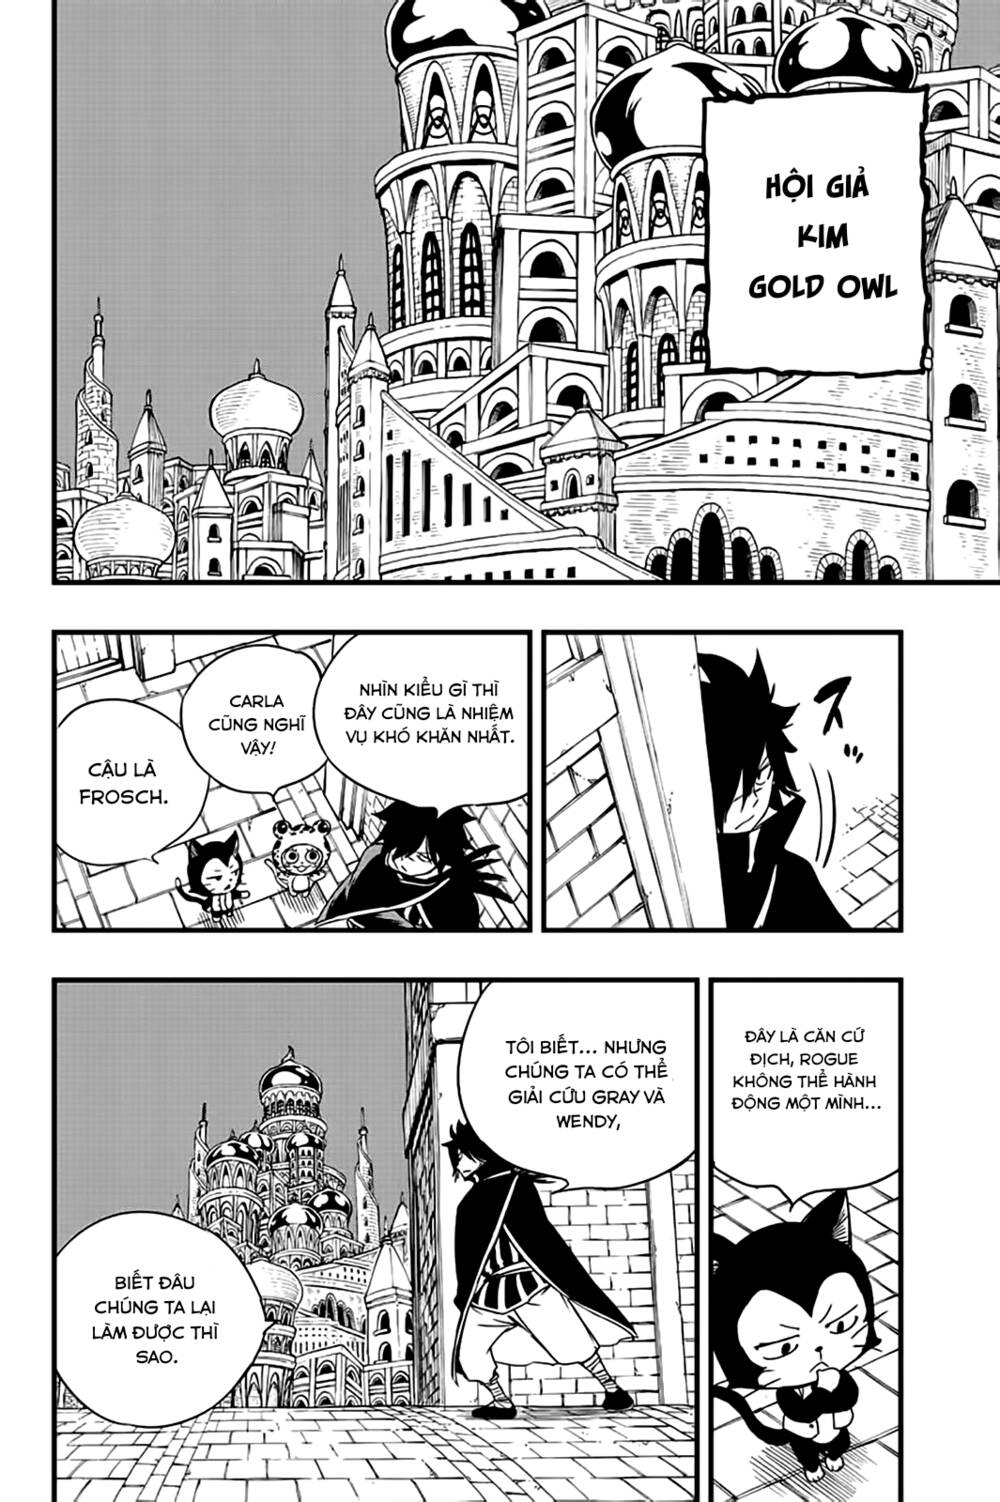 HỘI GIẢ
KIM
GOLD OWL
ス
ッ
NHÌN KIỂU GÌ THÌ
ĐÂY CŨNG LÀ NHIỆM
VỤ KHÓ KHĂN NHẤT.
CARLA
CŨNG NGHĨ
VẬY!
CẬU LÀ
FROSCH.
ĐÂY LÀ CĂN CỨ
ĐỊCH, ROGUE
KHÔNG THỂ HÀNH
ĐỘNG MỘT MÌNH...
TÔI BIẾT... NHƯNG
CHÚNG TA CÓ THỂ
GIẢI CỨU GRAY VÀ
WENDY,
BIẾT ĐÂU
CHÚNG TA LẠI
LÀM ĐƯỢC THÌ
SAO.